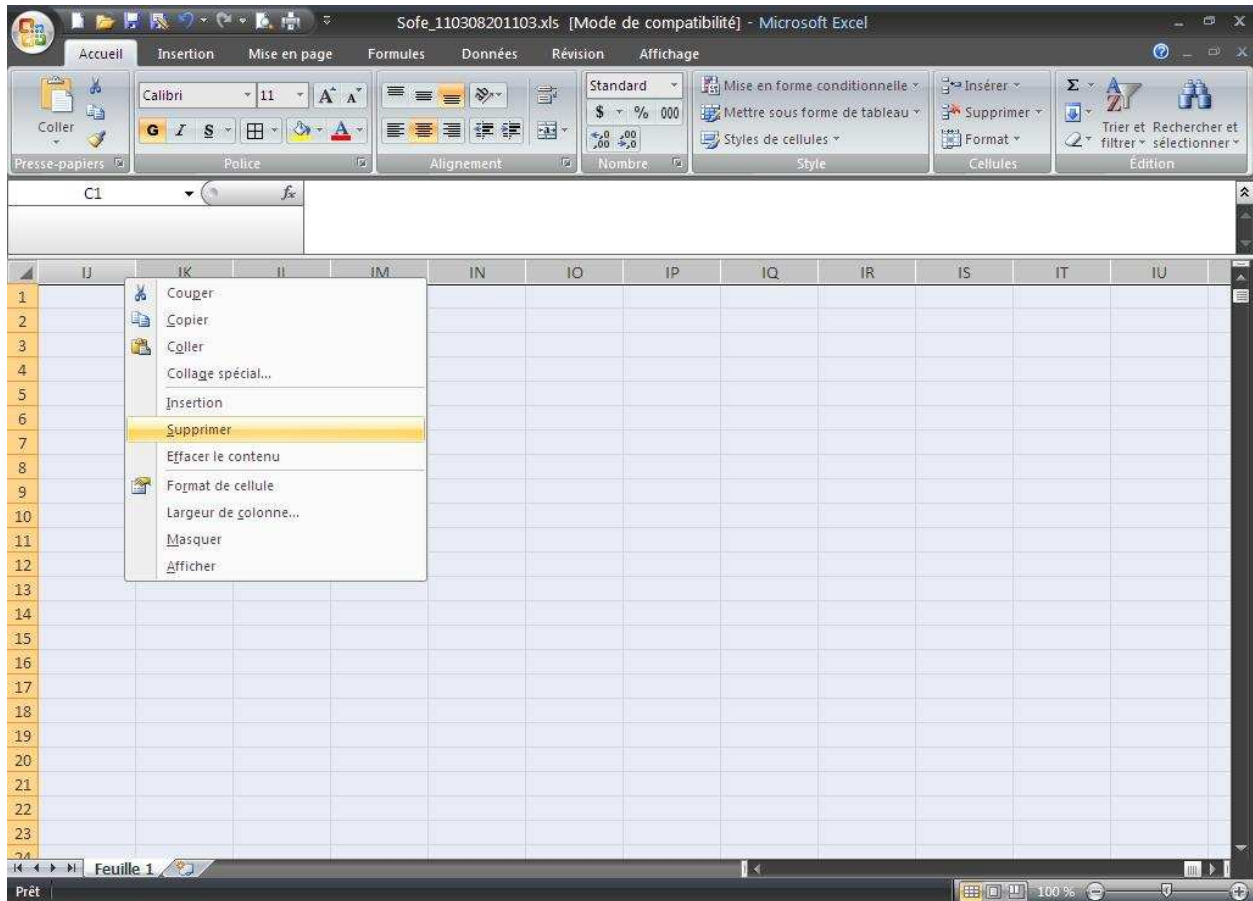 Sofe_110308201103.xls [Mode de compatibilité] - Microsoft Excel
Accueil Insertion Mise en page Formules Données Révision Affichage
Coller
Presse-papiers
Calibri 11
G I S
Police
Alignement
Standard
$ % 000
,00 ,0
Nombre
Mise en forme conditionnelle
Mettre sous forme de tableau
Styles de cellules
Style
Insérer
Supprimer
Format
Cellules
Σ
Trier et filtrer
Rechercher et sélectionner
Édition
C1 fx
IJ IK IL IM IN IO IP IQ IR IS IT IU
1
2
3
4
5
6
7
8
9
10
11
12
13
14
15
16
17
18
19
20
21
22
23
24
Couper
Copier
Coller
Collage spécial...
Insertion
Supprimer
Effacer le contenu
Format de cellule
Largeur de colonne...
Masquer
Afficher
Feuille 1
Prêt 100 %